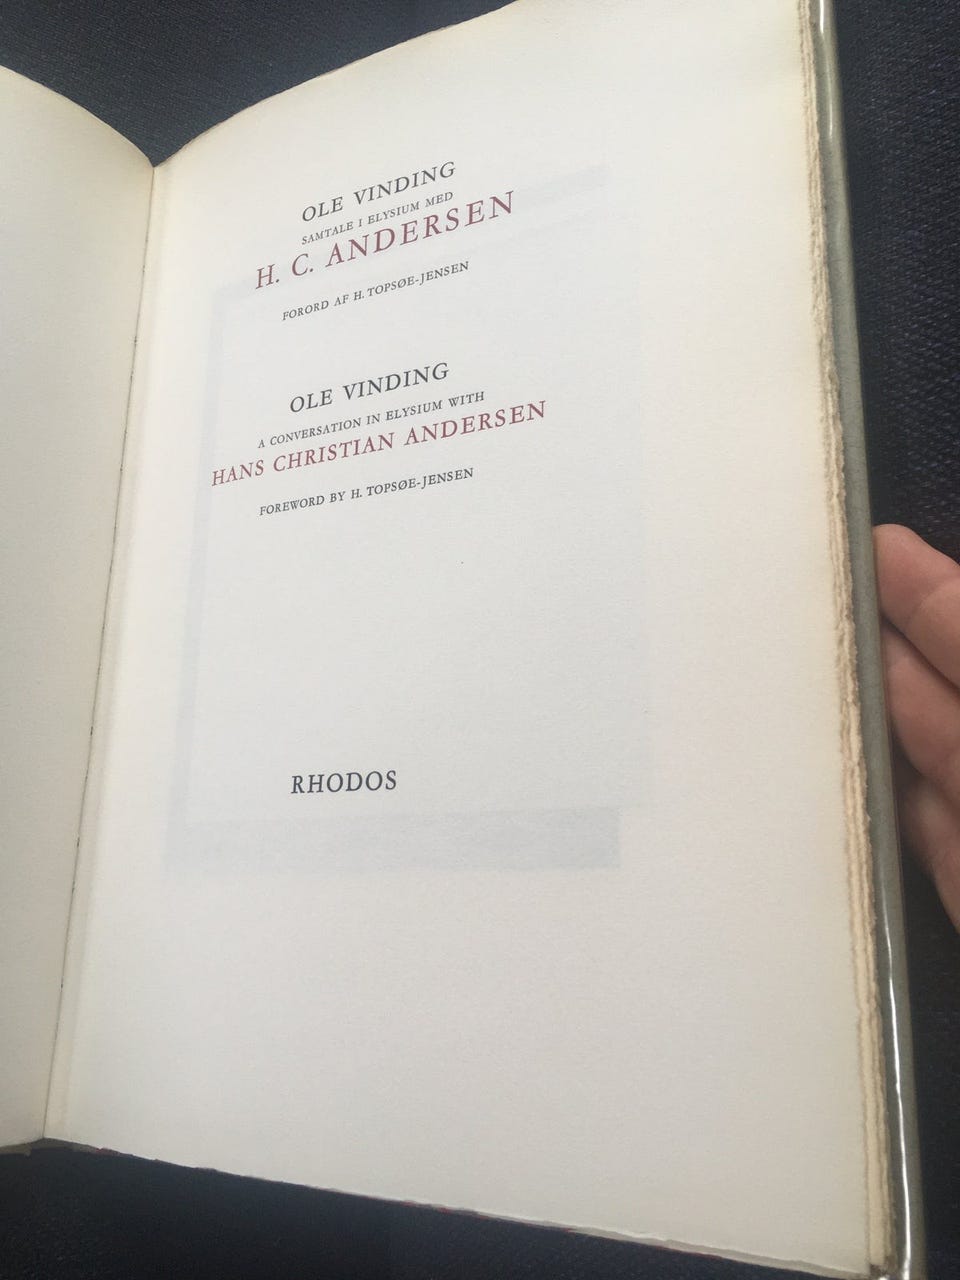 OLE VINDING
SAMTALE I ELYSIUM MED
H. C. ANDERSEN
FORORD AF H. TOPSØE-JENSEN
OLE VINDING
A CONVERSATION IN ELYSIUM WITH
HANS CHRISTIAN ANDERSEN
FOREWORD BY H. TOPSØE-JENSEN
RHODOS